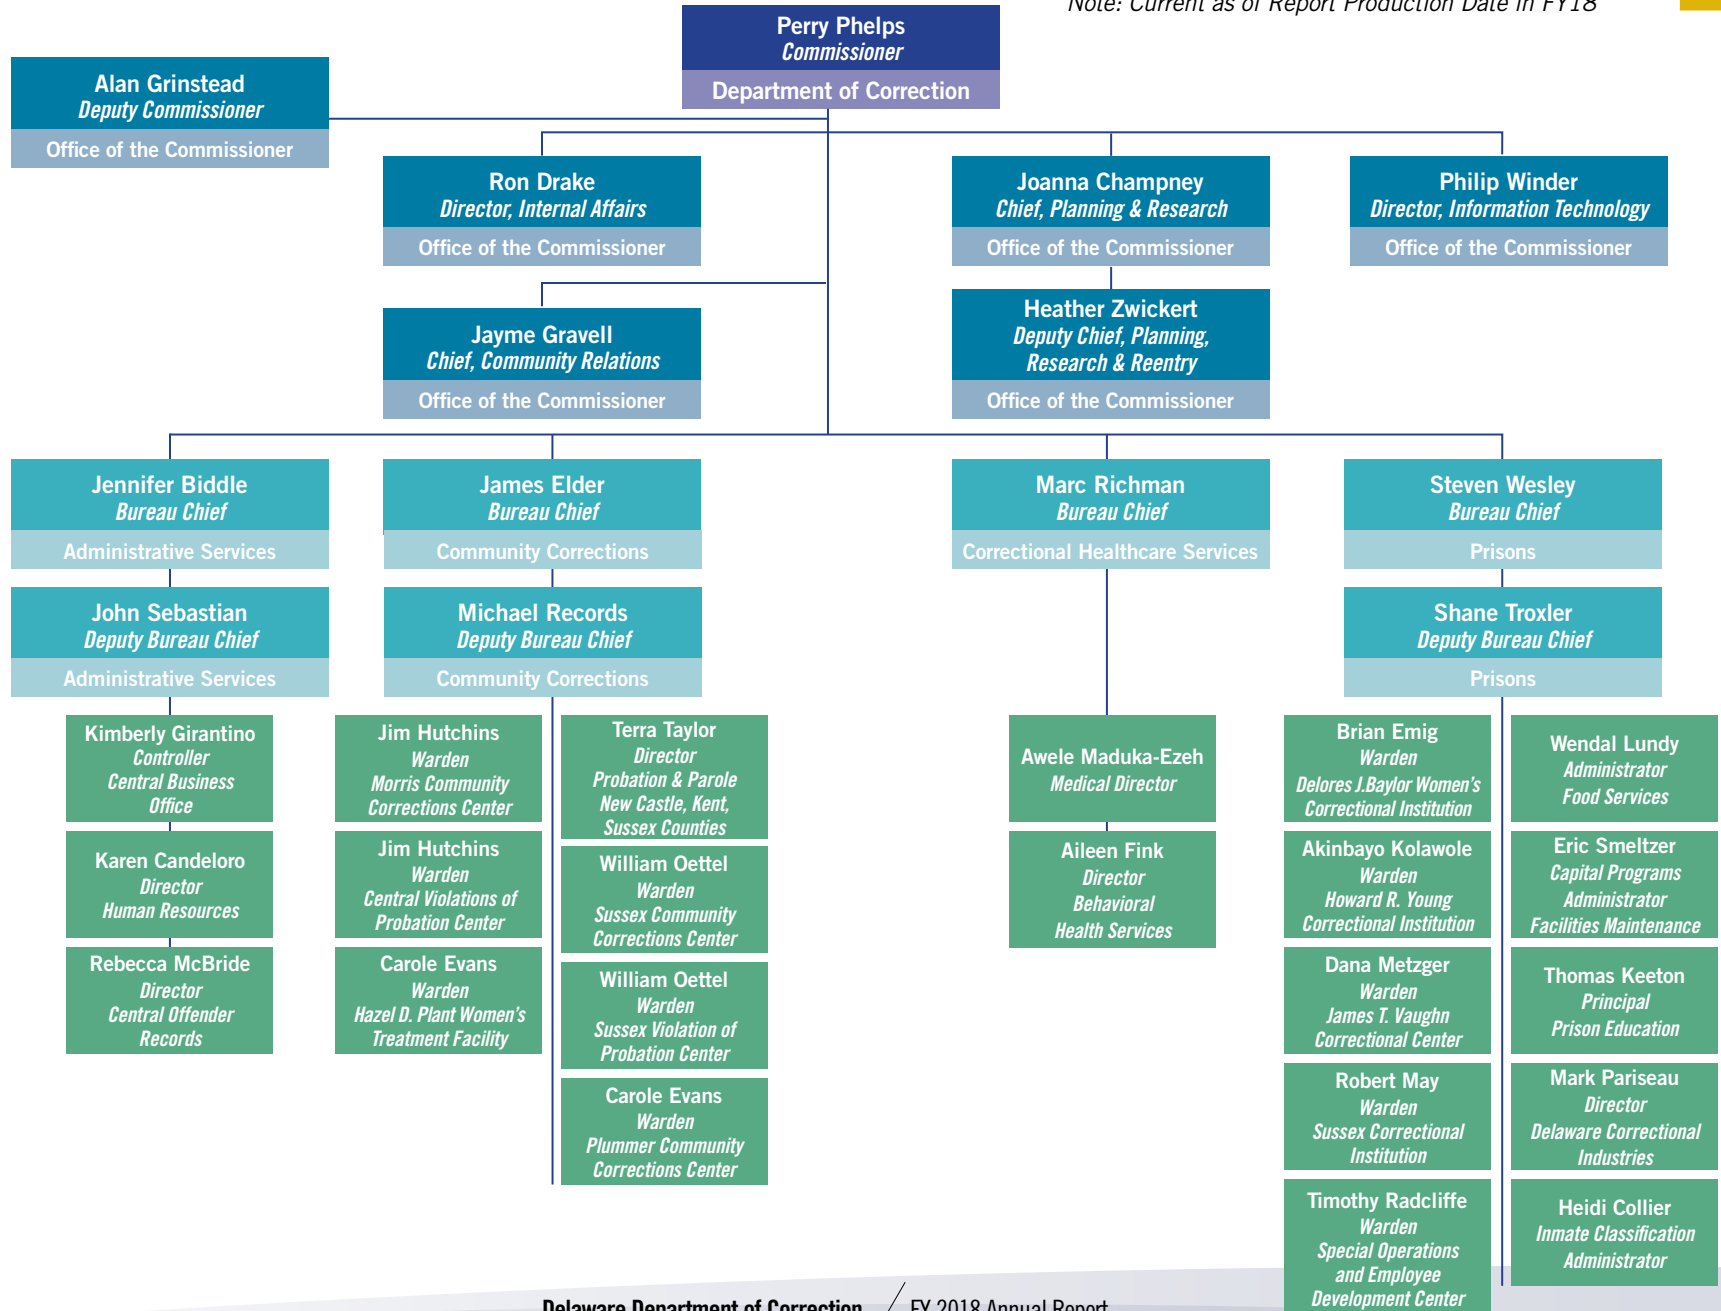 Note: Current as of Report Production Date in FY18
Perry Phelps
Commissioner
Department of Correction
Alan Grinstead
Deputy Commissioner
Office of the Commissioner
Ron Drake
Director, Internal Affairs
Office of the Commissioner
Joanna Champney
Chief, Planning & Research
Office of the Commissioner
Philip Winder
Director, Information Technology
Office of the Commissioner
Jayme Gravell
Chief, Community Relations
Office of the Commissioner
Heather Zwickert
Deputy Chief, Planning,
Research & Reentry
Office of the Commissioner
Jennifer Biddle
Bureau Chief
Administrative Services
James Elder
Bureau Chief
Community Corrections
Marc Richman
Bureau Chief
Correctional Healthcare Services
Steven Wesley
Bureau Chief
Prisons
John Sebastian
Deputy Bureau Chief
Administrative Services
Michael Records
Deputy Bureau Chief
Community Corrections
Shane Troxler
Deputy Bureau Chief
Prisons
Kimberly Girantino
Controller
Central Business
Office
Karen Candeloro
Director
Human Resources
Rebecca McBride
Director
Central Offender
Records
Jim Hutchins
Warden
Morris Community
Corrections Center
Jim Hutchins
Warden
Central Violations of
Probation Center
Carole Evans
Warden
Hazel D. Plant Women's
Treatment Facility
Terra Taylor
Director
Probation & Parole
New Castle, Kent,
Sussex Counties
William Oettel
Warden
Sussex Community
Corrections Center
William Oettel
Warden
Sussex Violation of
Probation Center
Carole Evans
Warden
Plummer Community
Corrections Center
Awele Maduka-Ezeh
Medical Director
Aileen Fink
Director
Behavioral
Health Services
Brian Emig
Warden
Delores J.Baylor Women's
Correctional Institution
Akinbayo Kolawole
Warden
Howard R. Young
Correctional Institution
Dana Metzger
Warden
James T. Vaughn
Correctional Center
Robert May
Warden
Sussex Correctional
Institution
Timothy Radcliffe
Warden
Special Operations
and Employee
Development Center
Wendal Lundy
Administrator
Food Services
Eric Smeltzer
Capital Programs
Administrator
Facilities Maintenance
Thomas Keeton
Principal
Prison Education
Mark Pariseau
Director
Delaware Correctional
Industries
Heidi Collier
Inmate Classification
Administrator
Delaware Department of Correction / FY 2018 Annual Report